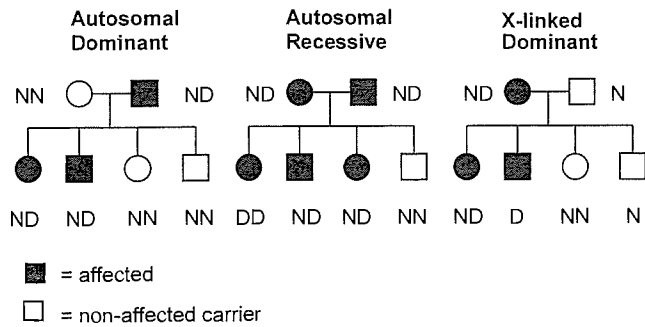 Autosomal Dominant
Autosomal Recessive
X-linked Dominant
NN ND ND ND ND N
ND ND NN NN DD ND ND NN ND D NN N
= affected
= non-affected carrier